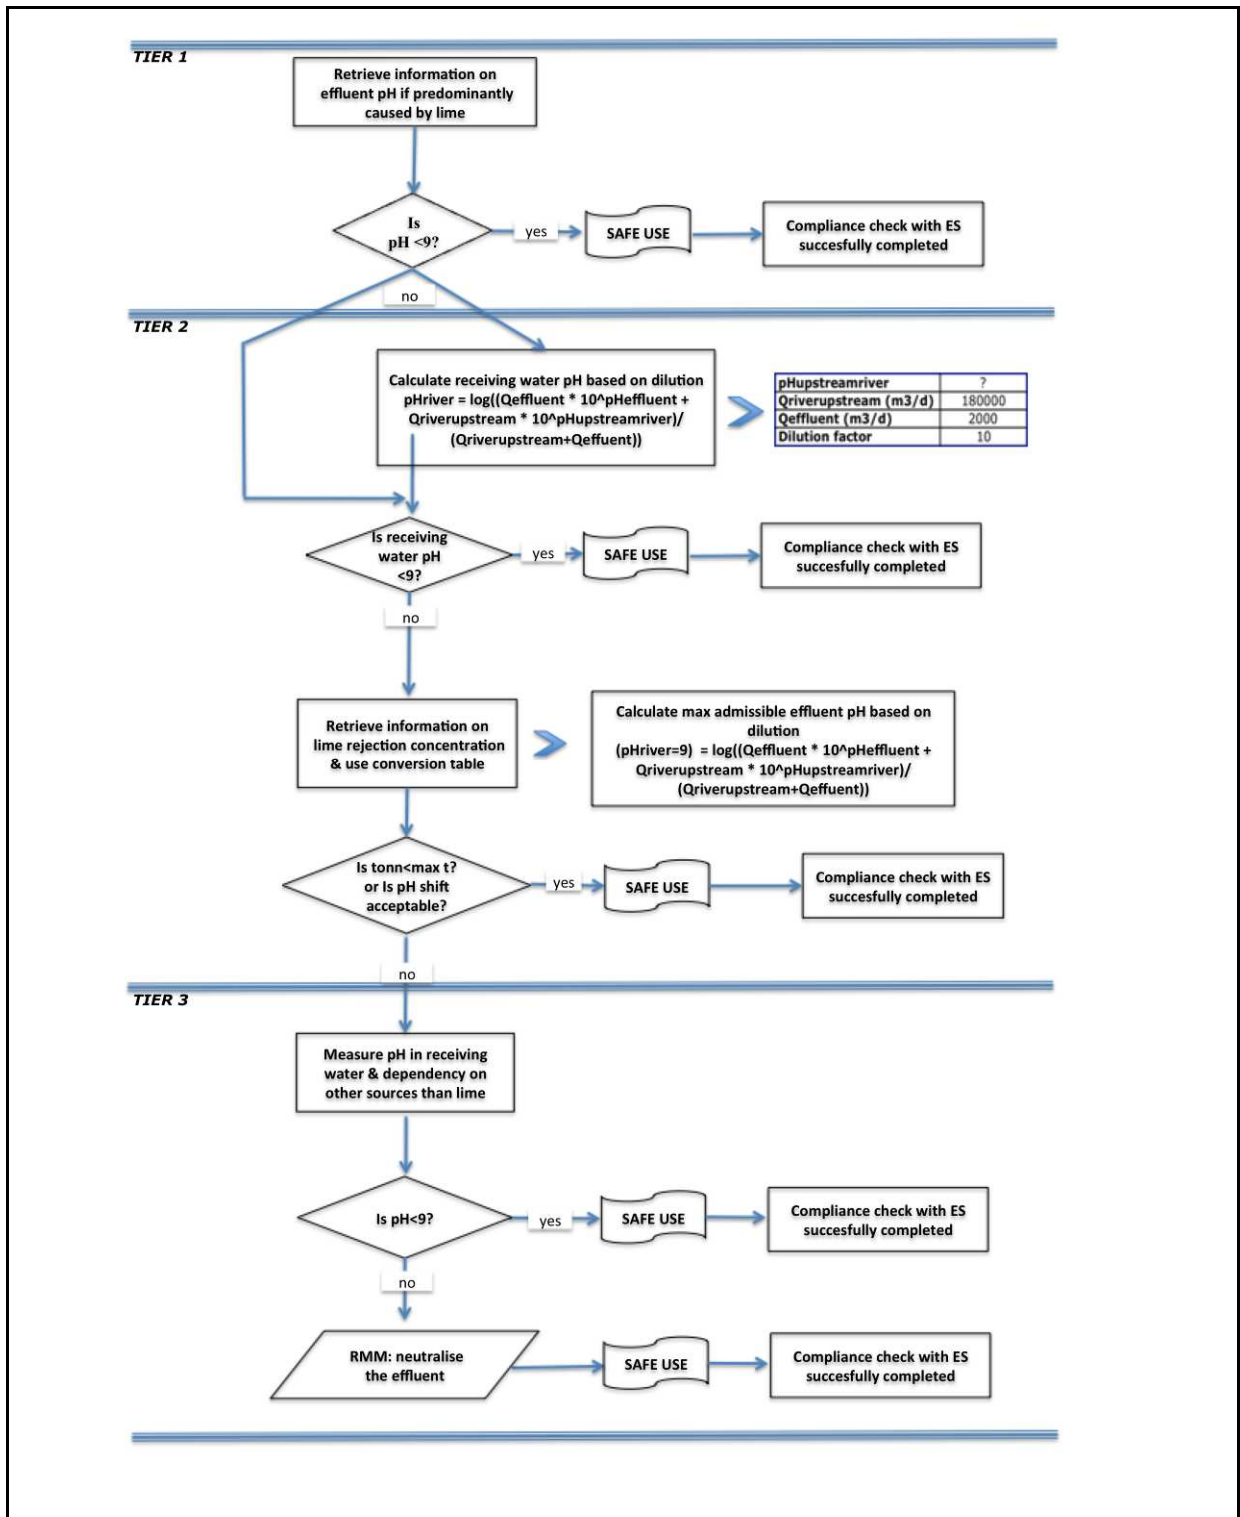 TIER 1
Retrieve information on
effluent pH if predominantly
caused by lime
Is
pH <9?
yes
SAFE USE
Compliance check with ES
succesfully completed
no
TIER 2
Calculate receiving water pH based on dilution
pHriver = log((Qeffluent * 10^pHeffluent +
Qriverupstream * 10^pHupstreamriver)/
(Qriverupstream+Qeffuent))
pHupstreamriver ?
Qriverupstream (m3/d) 180000
Qeffluent (m3/d) 2000
Dilution factor 10
Is receiving
water pH
<9?
yes
SAFE USE
Compliance check with ES
succesfully completed
no
Retrieve information on
lime rejection concentration
& use conversion table
Calculate max admissible effluent pH based on
dilution
(pHriver=9) = log((Qeffluent * 10^pHeffluent +
Qriverupstream * 10^pHupstreamriver)/
(Qriverupstream+Qeffuent))
Is tonn<max t?
or Is pH shift
acceptable?
yes
SAFE USE
Compliance check with ES
succesfully completed
no
TIER 3
Measure pH in receiving
water & dependency on
other sources than lime
Is pH<9?
yes
SAFE USE
Compliance check with ES
succesfully completed
no
RMM: neutralise
the effluent
SAFE USE
Compliance check with ES
succesfully completed